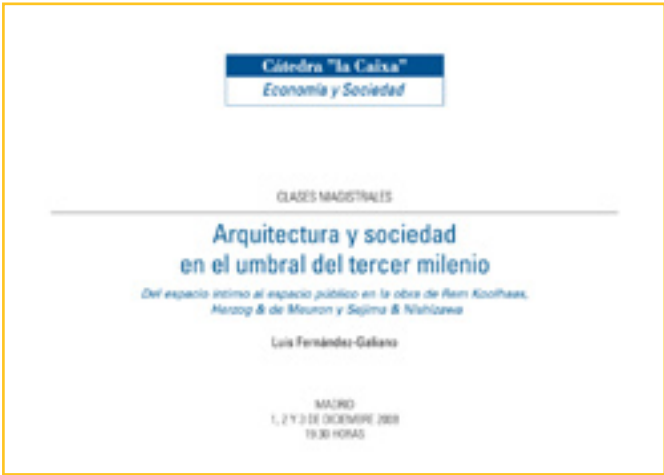 Cátedra "la Caixa"
Economía y Sociedad
CLASES MAGISTRALES
Arquitectura y sociedad
en el umbral del tercer milenio
Del espacio íntimo al espacio público en la obra de Rem Koolhaas,
Herzog & de Meuron y Sejima & Nishizawa
Luis Fernández-Galiano
MADRID
1, 2 Y 3 DE DICIEMBRE
19:30 HORAS